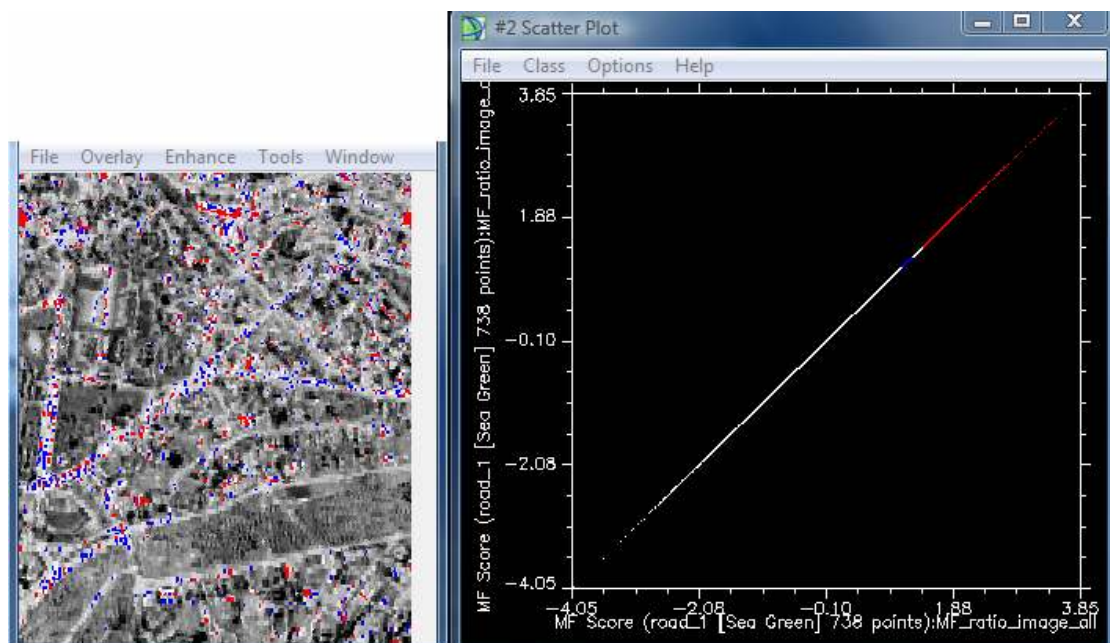 #2 Scatter Plot
File Class Options Help
File Overlay Enhance Tools Window
3.85
1.88
-0.10
-2.08
-4.05
MF Score (road_1 [Sea Green] 738 points):MF_ratio_image_
-4.05 -2.08 -0.10 1.88 3.85
MF Score (road_1 [Sea Green] 738 points):MF_ratio_image_all